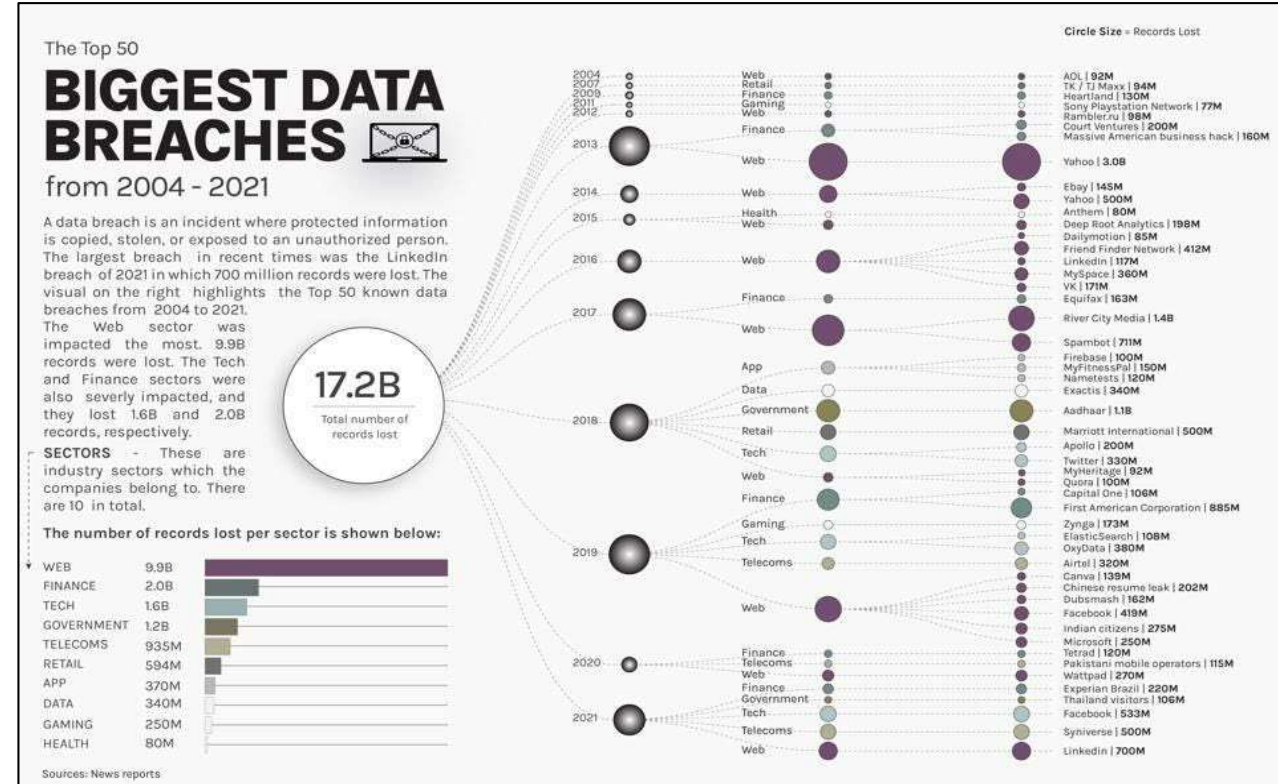 The Top 50
BIGGEST DATA
BREACHES
from 2004 - 2021
A data breach is an incident where protected information
is copied, stolen, or exposed to an unauthorized person.
The largest breach in recent times was the LinkedIn
breach of 2021 in which 700 million records were lost. The
visual on the right highlights the Top 50 known data
breaches from 2004 to 2021.
The Web sector was
impacted the most. 9.9B
records were lost. The Tech
and Finance sectors were
also severly impacted, and
they lost 1.6B and 2.0B
records, respectively.
SECTORS - These are
industry sectors which the
companies belong to. There
are 10 in total.
The number of records lost per sector is shown below:
WEB 9.9B
FINANCE 2.0B
TECH 1.6B
GOVERNMENT 1.2B
TELECOMS 935M
RETAIL 594M
APP 370M
DATA 340M
GAMING 250M
HEALTH 80M
Sources: News reports
17.2B
Total number of
records lost
Circle Size = Records Lost
2004 Web AOL | 92M
2007 Retail TK / TJ Maxx | 94M
2009 Finance Heartland | 130M
2011 Gaming Sony Playstation Network | 77M
2012 Web Rambler.ru | 98M
2013 Finance Court Ventures | 200M
Massive American business hack | 160M
Web Yahoo | 3.0B
2014 Web Ebay | 145M
Yahoo | 500M
2015 Health Anthem | 80M
Web Deep Root Analytics | 198M
2016 Web Dailymotion | 85M
Friend Finder Network | 412M
LinkedIn | 117M
MySpace | 360M
VK | 171M
2017 Finance Equifax | 163M
Web River City Media | 1.4B
Spambot | 711M
2018 App Firebase | 100M
MyFitnessPal | 150M
Nametests | 120M
Data Exactis | 340M
Government Aadhaar | 1.1B
Retail Marriott International | 500M
Tech Apollo | 200M
Twitter | 330M
Web MyHeritage | 92M
Quora | 100M
2019 Finance Capital One | 106M
First American Corporation | 885M
Gaming Zynga | 173M
Tech ElasticSearch | 108M
OxyData | 380M
Telecoms Airtel | 320M
Web Canva | 139M
Chinese resume leak | 202M
Dubsmash | 162M
Facebook | 419M
Indian citizens | 275M
Microsoft | 250M
2020 Finance Tetrad | 120M
Telecoms Pakistani mobile operators | 115M
Web Wattpad | 270M
2021 Finance Experian Brazil | 220M
Government Thailand visitors | 106M
Tech Facebook | 533M
Telecoms Syniverse | 500M
Web Linkedin | 700M